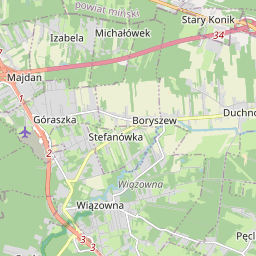 powiat miński
Stary Konik
Izabela
Michałówek
34
Majdan
1
Góraszka
Boryszew
Duchno
Stefanówka
2
Wiązowna
Wiązowna
Pęcl
3
3